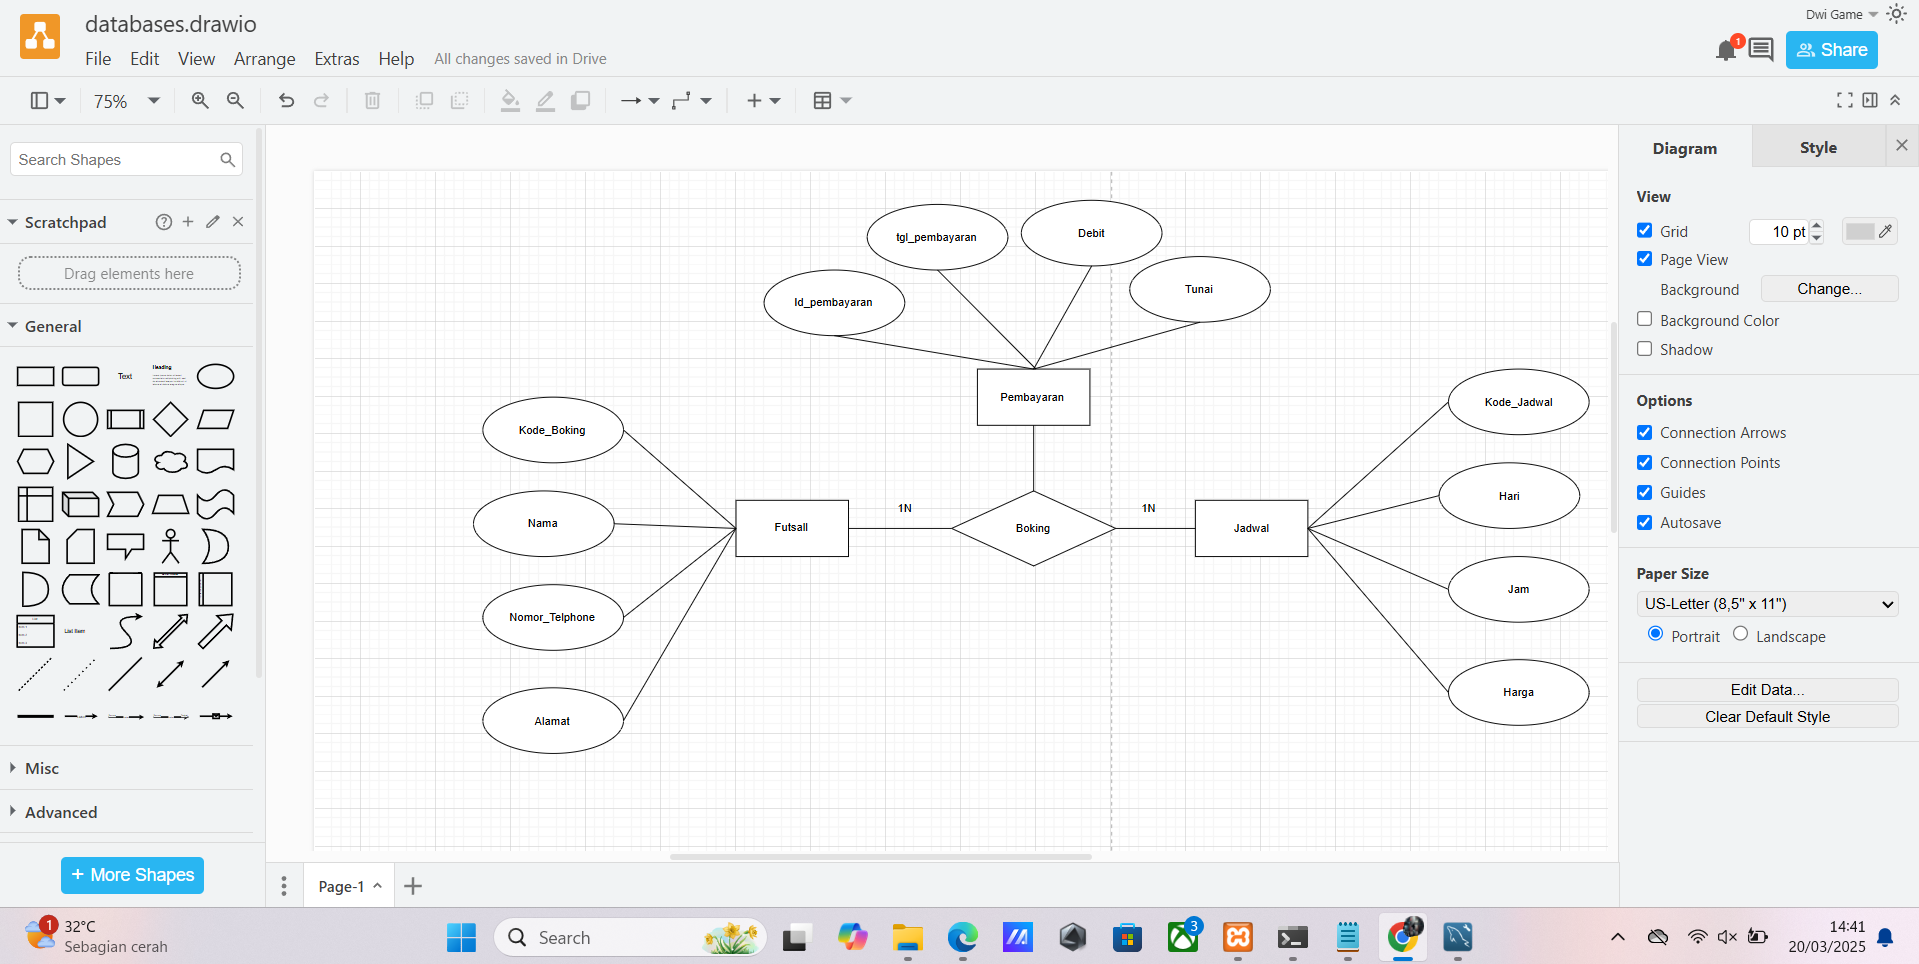 databases.drawio
Dwi Game
File Edit View Arrange Extras Help All changes saved in Drive
1
Share
75%
Search Shapes
Scratchpad
Drag elements here
General
Text
Heading
List Item
Misc
Advanced
+ More Shapes
tgl_pembayaran
Debit
Id_pembayaran
Tunai
Pembayaran
Kode_Boking
Kode_Jadwal
Nama
Hari
Futsall
1N
Boking
1N
Jadwal
Nomor_Telphone
Jam
Alamat
Harga
Page-1
Diagram
Style
View
Grid
10 pt
Page View
Background
Change...
Background Color
Shadow
Options
Connection Arrows
Connection Points
Guides
Autosave
Paper Size
US-Letter (8,5" x 11")
Portrait
Landscape
Edit Data...
Clear Default Style
1
32°C
Sebagian cerah
Search
3
14:41
20/03/2025